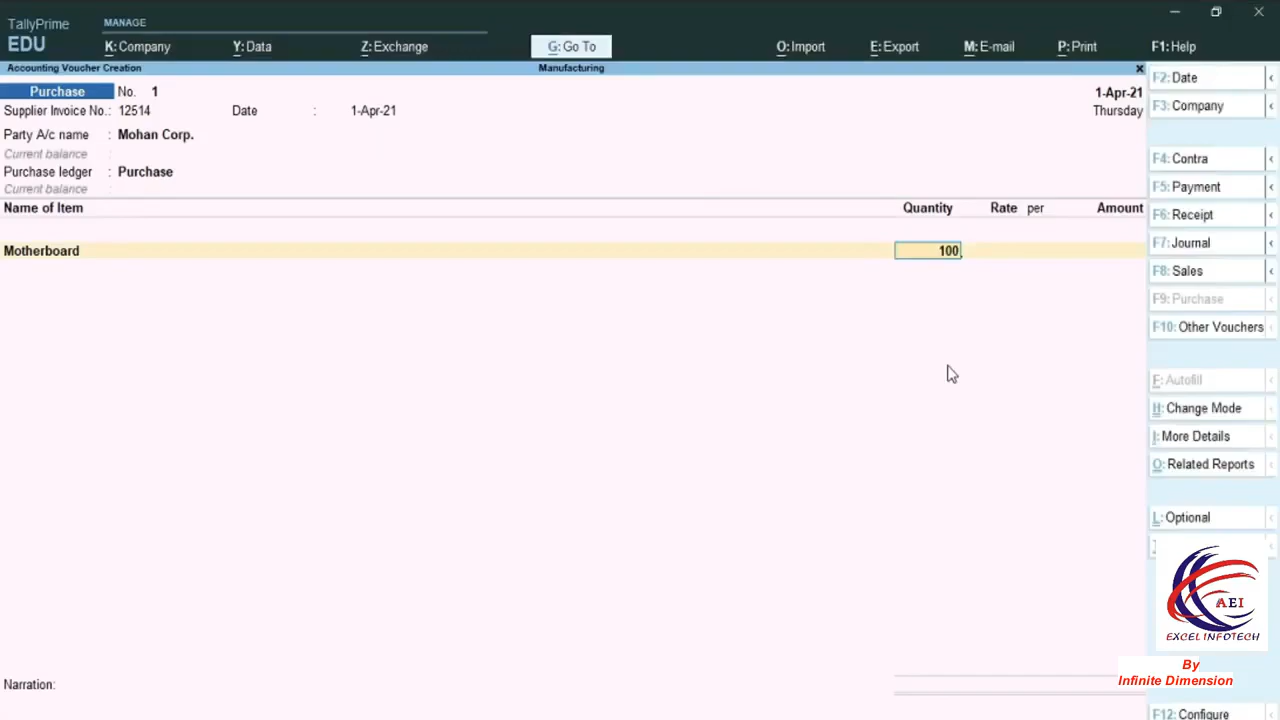 TallyPrime
EDU
MANAGE
K: Company
Y: Data
Z: Exchange
G: Go To
O: Import
E: Export
M: E-mail
P: Print
F1: Help
Accounting Voucher Creation
Manufacturing
Purchase No. 1
1-Apr-21
Supplier Invoice No.: 12514 Date : 1-Apr-21
Thursday
Party A/c name : Mohan Corp.
Current balance :
Purchase ledger : Purchase
Current balance :
Name of Item Quantity Rate per Amount
Motherboard 100
Narration:
F2: Date
F3: Company
F4: Contra
F5: Payment
F6: Receipt
F7: Journal
F8: Sales
F9: Purchase
F10: Other Vouchers
F: Autofill
H: Change Mode
I: More Details
O: Related Reports
L: Optional
AEI
EXCEL INFOTECH
By
Infinite Dimension
F12: Configure